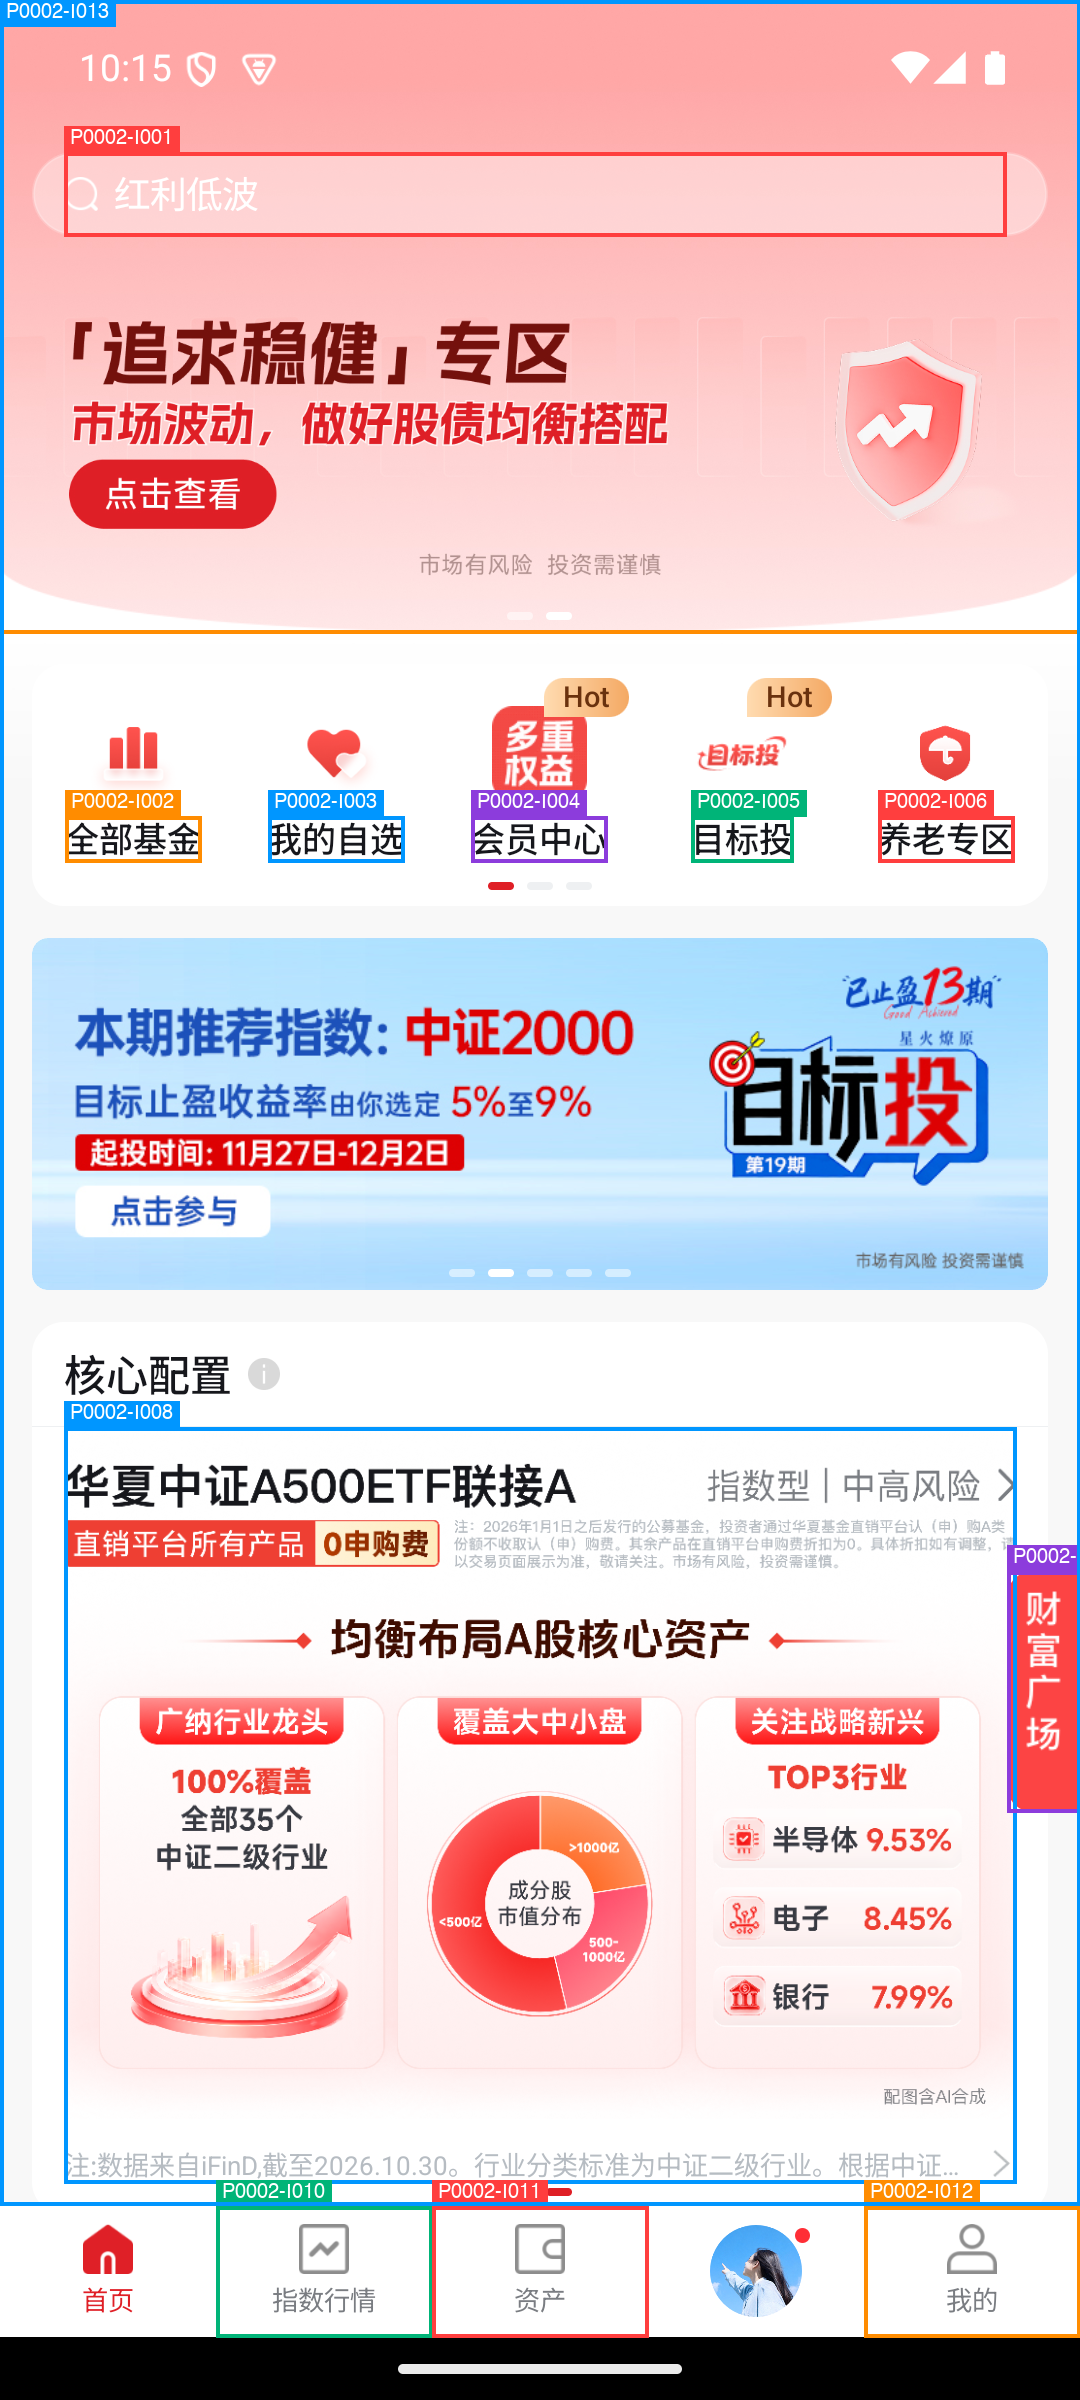 P0002-I013
10:15
P0002-I001
红利低波
「追求稳健」专区
市场波动，做好股债均衡搭配
点击查看
市场有风险 投资需谨慎
Hot
Hot
多重
权益
目标投
P0002-I002
P0002-I003
P0002-I004
P0002-I005
P0002-I006
全部基金
我的自选
会员中心
目标投
养老专区
已止盈13期
Good Achieved
星火燎原
本期推荐指数：中证2000
目标止盈收益率由你选定 5%至9%
起投时间：11月27日-12月2日
点击参与
目标投
第19期
市场有风险 投资需谨慎
核心配置
P0002-I008
华夏中证A500ETF联接A
指数型｜中高风险
直销平台所有产品 0申购费
注：2026年1月1日之后发行的公募基金，投资者通过华夏基金直销平台认（申）购A类
份额不收取认（申）购费。其余产品在直销平台申购费折扣为0。具体折扣如有调整，请
以交易页面展示为准，敬请关注。市场有风险，投资需谨慎。
P0002-
财富广场
均衡布局A股核心资产
广纳行业龙头
100%覆盖
全部35个
中证二级行业
覆盖大中小盘
>1000亿
成分股
市值分布
<500亿
500-
1000亿
关注战略新兴
TOP3行业
半导体 9.53%
电子 8.45%
银行 7.99%
配图含AI合成
注:数据来自iFinD,截至2026.10.30。行业分类标准为中证二级行业。根据中证...
P0002-I010
P0002-I011
P0002-I012
首页
指数行情
资产
我的